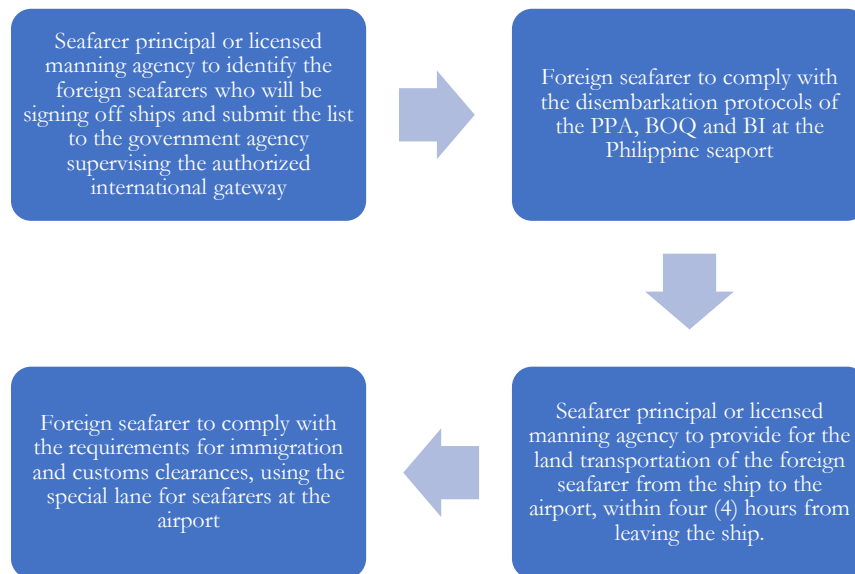 Seafarer principal or licensed
manning agency to identify the
foreign seafarers who will be
signing off ships and submit the list
to the government agency
supervising the authorized
international gateway
Foreign seafarer to comply with
the disembarkation protocols of
the PPA, BOQ and BI at the
Philippine seaport
Seafarer principal or licensed
manning agency to provide for the
land transportation of the foreign
seafarer from the ship to the
airport, within four (4) hours from
leaving the ship.
Foreign seafarer to comply with
the requirements for immigration
and customs clearances, using the
special lane for seafarers at the
airport